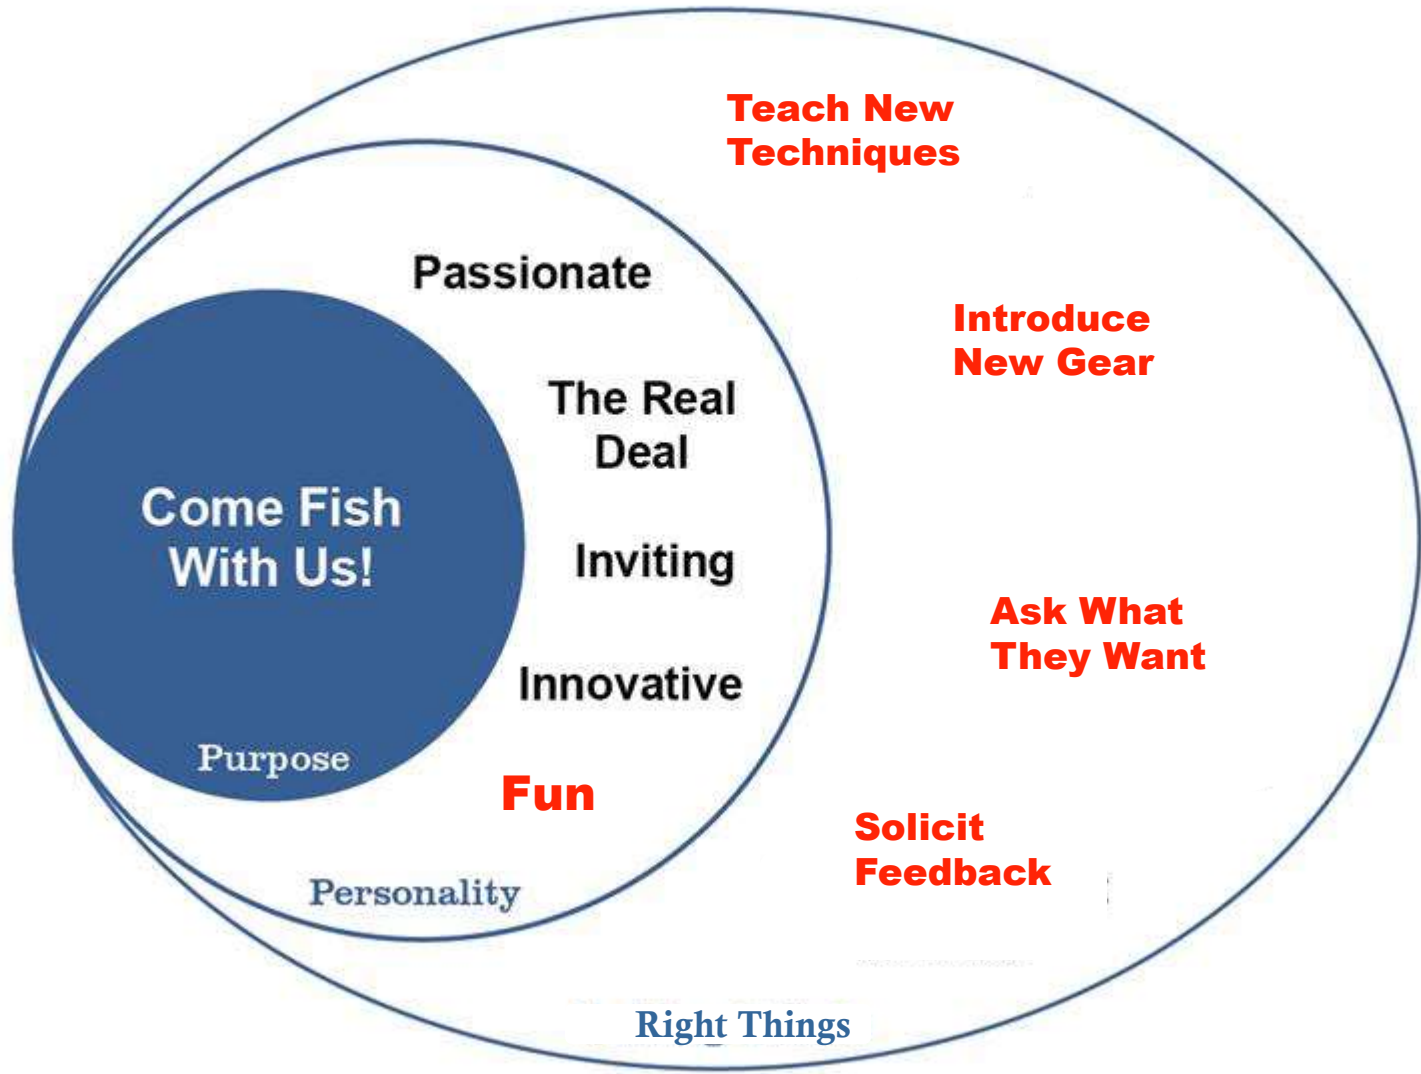 Teach New
Techniques
Passionate
Introduce
New Gear
The Real
Deal
Come Fish
With Us!
Inviting
Ask What
They Want
Innovative
Purpose
Fun
Solicit
Feedback
Personality
Right Things